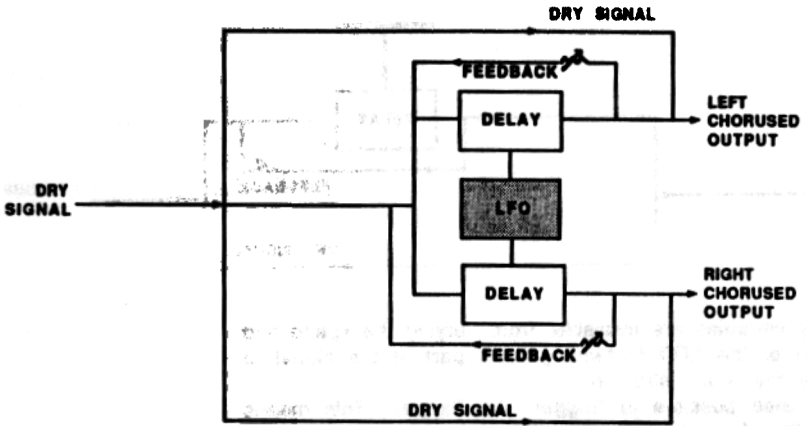 DRY SIGNAL
FEEDBACK
DELAY
LEFT
CHORUSED
OUTPUT
DRY
SIGNAL
LFO
DELAY
RIGHT
CHORUSED
OUTPUT
FEEDBACK
DRY SIGNAL